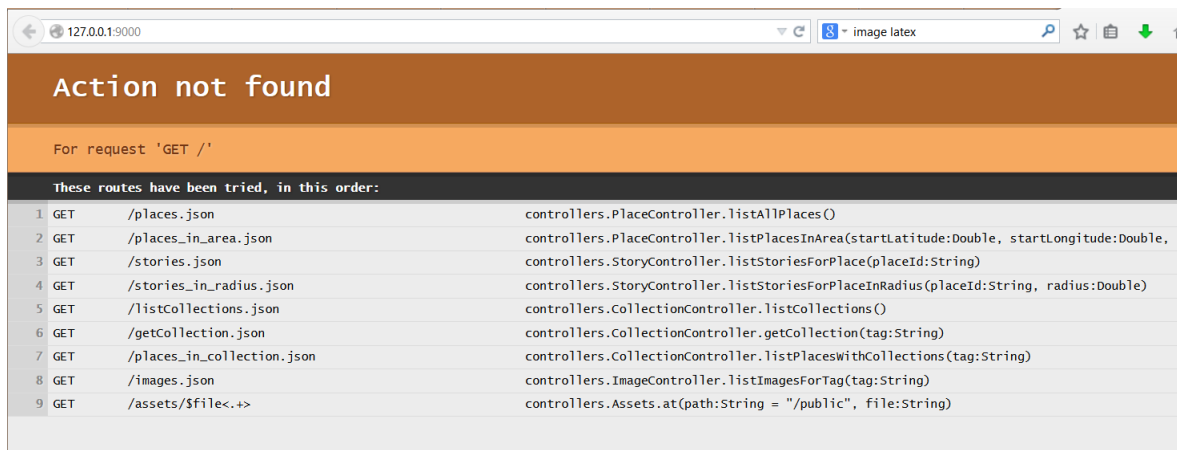 127.0.0.1:9000
8 image latex
Action not found
For request 'GET /'
These routes have been tried, in this order:
1 GET /places.json controllers.PlaceController.listAllPlaces()
2 GET /places_in_area.json controllers.PlaceController.listPlacesInArea(startLatitude:Double, startLongitude:Double,
3 GET /stories.json controllers.StoryController.listStoriesForPlace(placeId:String)
4 GET /stories_in_radius.json controllers.StoryController.listStoriesForPlaceInRadius(placeId:String, radius:Double)
5 GET /listCollections.json controllers.CollectionController.listCollections()
6 GET /getCollection.json controllers.CollectionController.getCollection(tag:String)
7 GET /places_in_collection.json controllers.CollectionController.listPlacesWithCollections(tag:String)
8 GET /images.json controllers.ImageController.listImagesForTag(tag:String)
9 GET /assets/$file<.+> controllers.Assets.at(path:String = "/public", file:String)